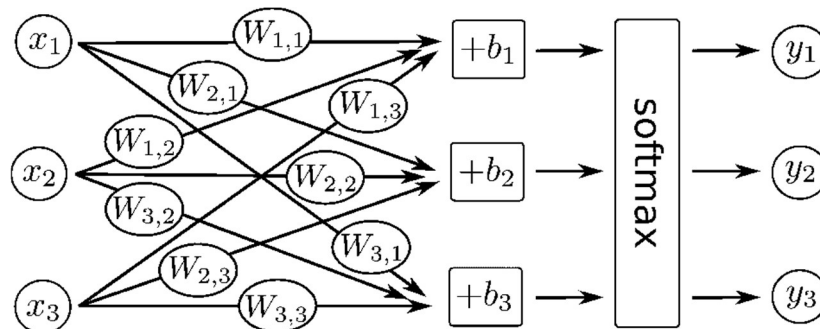 x₁ W₁,₁ +b₁ y₁
W₂,₁ W₁,₃
W₁,₂
x₂ W₂,₂ +b₂ softmax y₂
W₃,₂
W₃,₁
W₂,₃
x₃ W₃,₃ +b₃ y₃